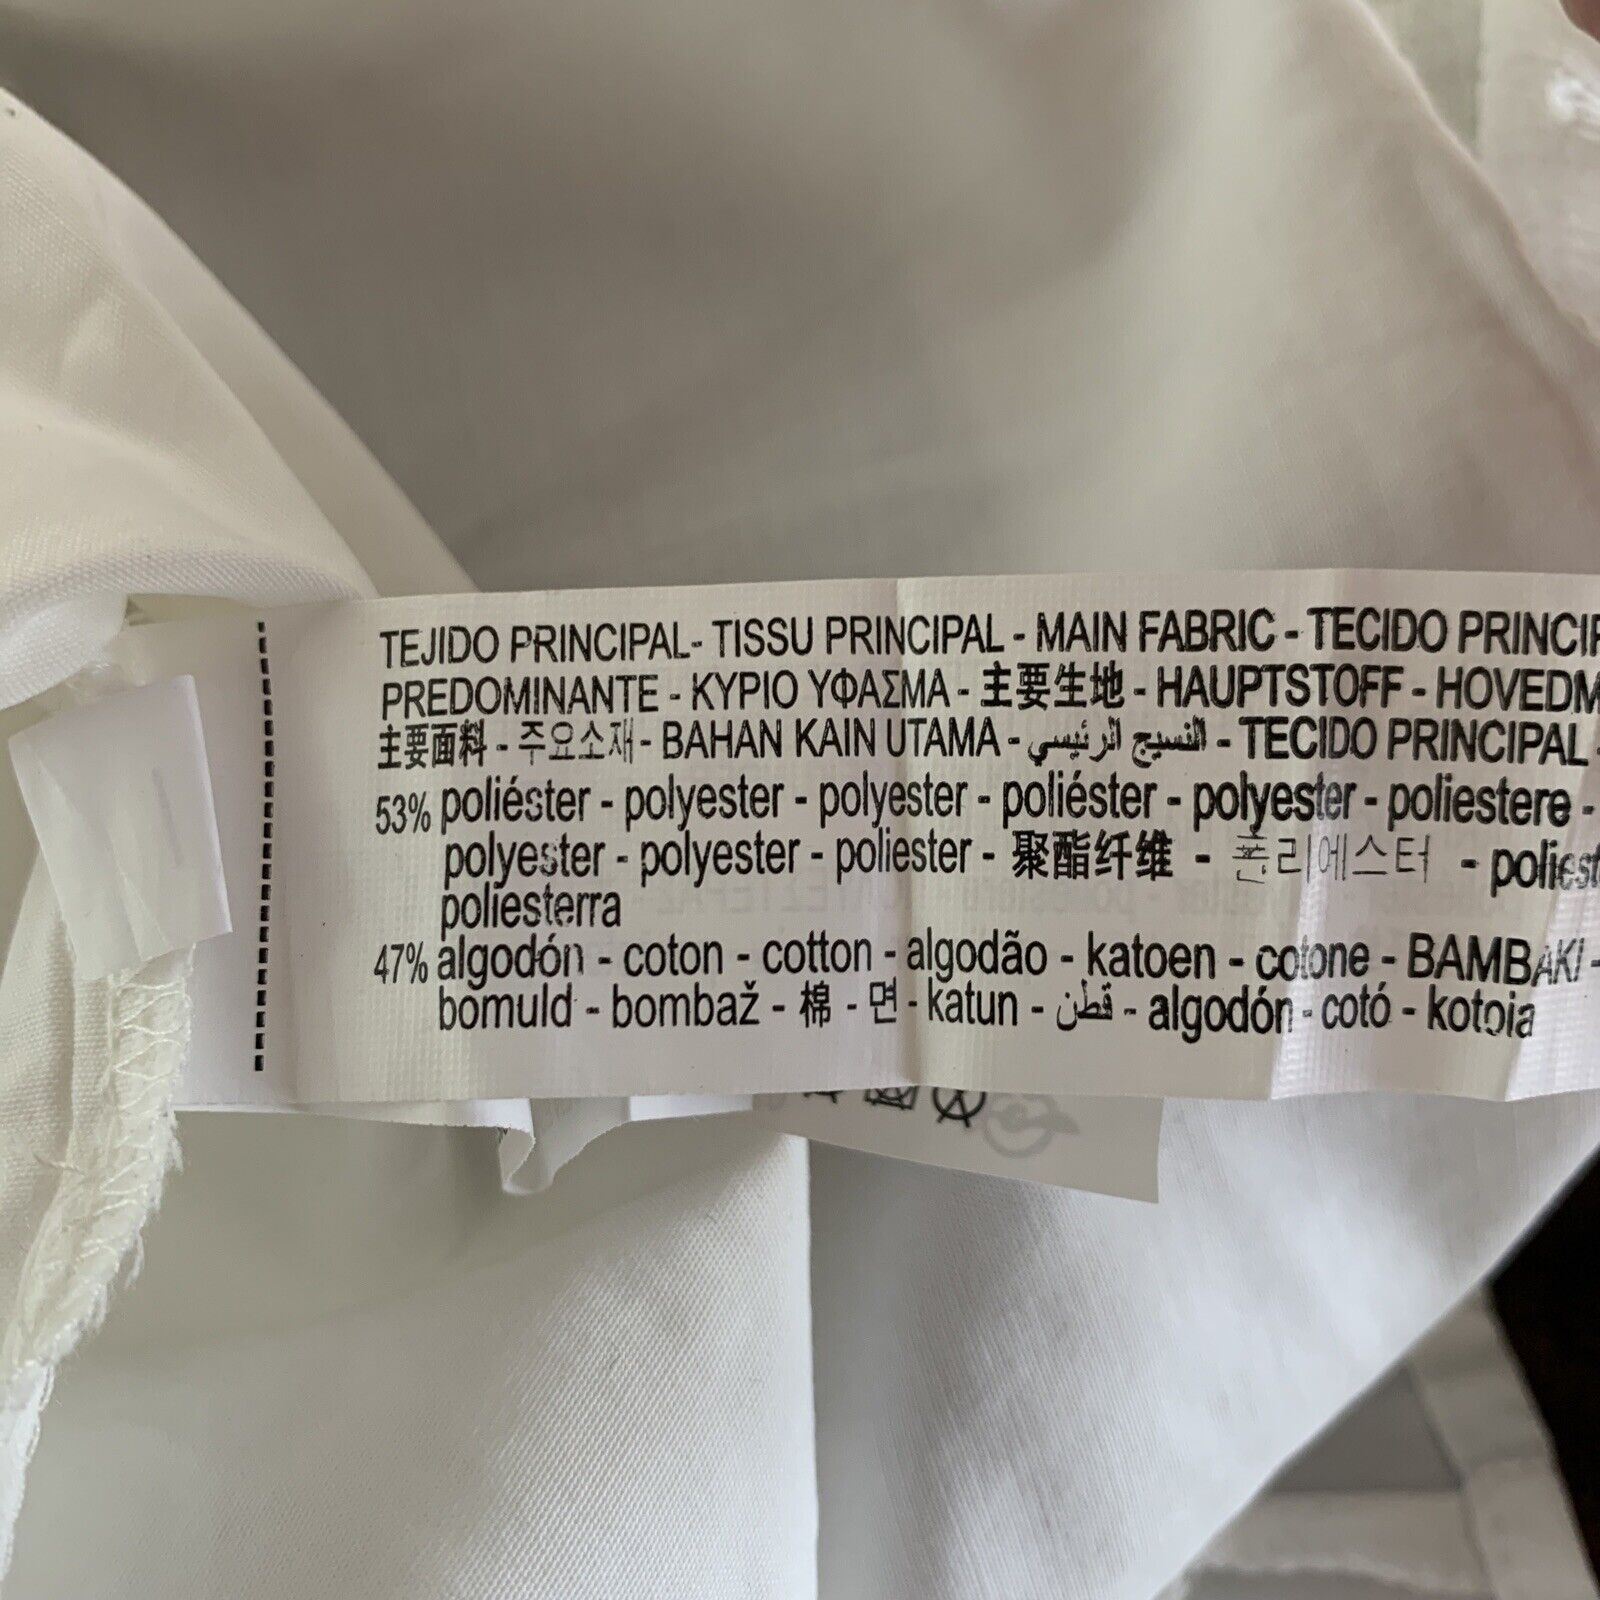 TEJIDO PRINCIPAL- TISSU PRINCIPAL - MAIN FABRIC - TECIDO
PREDOMINANTE - ΚΥΡΙΟ ΥΦΑΣΜΑ - 主要生地 - HAUPTSTOFF -
主要面料 - 주요소재- BAHAN KAIN UTAMA - النسيج الرئيسي - TECIDO PRINCIPAL -
53% poliéster - polyester - polyester - poliéster - polyester - poliestere -
polyester - polyester - poliester - 聚酯纤维 - 폴리에스터 -
poliesterra
47% algodón - coton - cotton - algodão - katoen - cotone - BAMBAKI -
bomuld - bombaž - 棉 - 면 - katun - قطن - algodón - cotó - kotoia